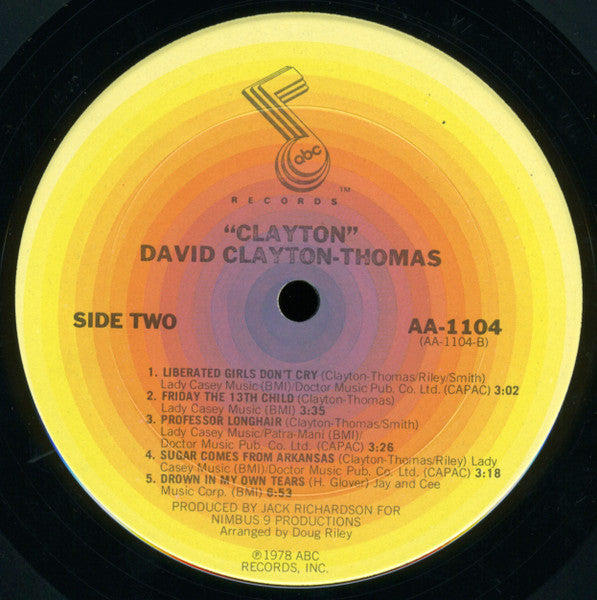 abc
RECORDS ™
"CLAYTON"
DAVID CLAYTON-THOMAS
SIDE TWO
AA-1104
(AA-1104-B)
1. LIBERATED GIRLS DON'T CRY (Clayton-Thomas/Riley/Smith)
Lady Casey Music (BMI)/Doctor Music Pub. Co. Ltd. (CAPAC) 3:02
2. FRIDAY THE 13TH CHILD (Clayton-Thomas)
Lady Casey Music (BMI) 3:35
3. PROFESSOR LONGHAIR (Clayton-Thomas/Smith)
Lady Casey Music/Patra-Mani (BMI)/
Doctor Music Pub. Co. Ltd. (CAPAC) 3:26
4. SUGAR COMES FROM ARKANSAS (Clayton-Thomas/Riley) Lady
Casey Music (BMI)/Doctor Music Pub. Co. Ltd. (CAPAC) 3:18
5. DROWN IN MY OWN TEARS (H. Glover) Jay and Cee
Music Corp. (BMI) 6:53
PRODUCED BY JACK RICHARDSON FOR
NIMBUS 9 PRODUCTIONS
Arranged by Doug Riley
℗1978 ABC
RECORDS, INC.